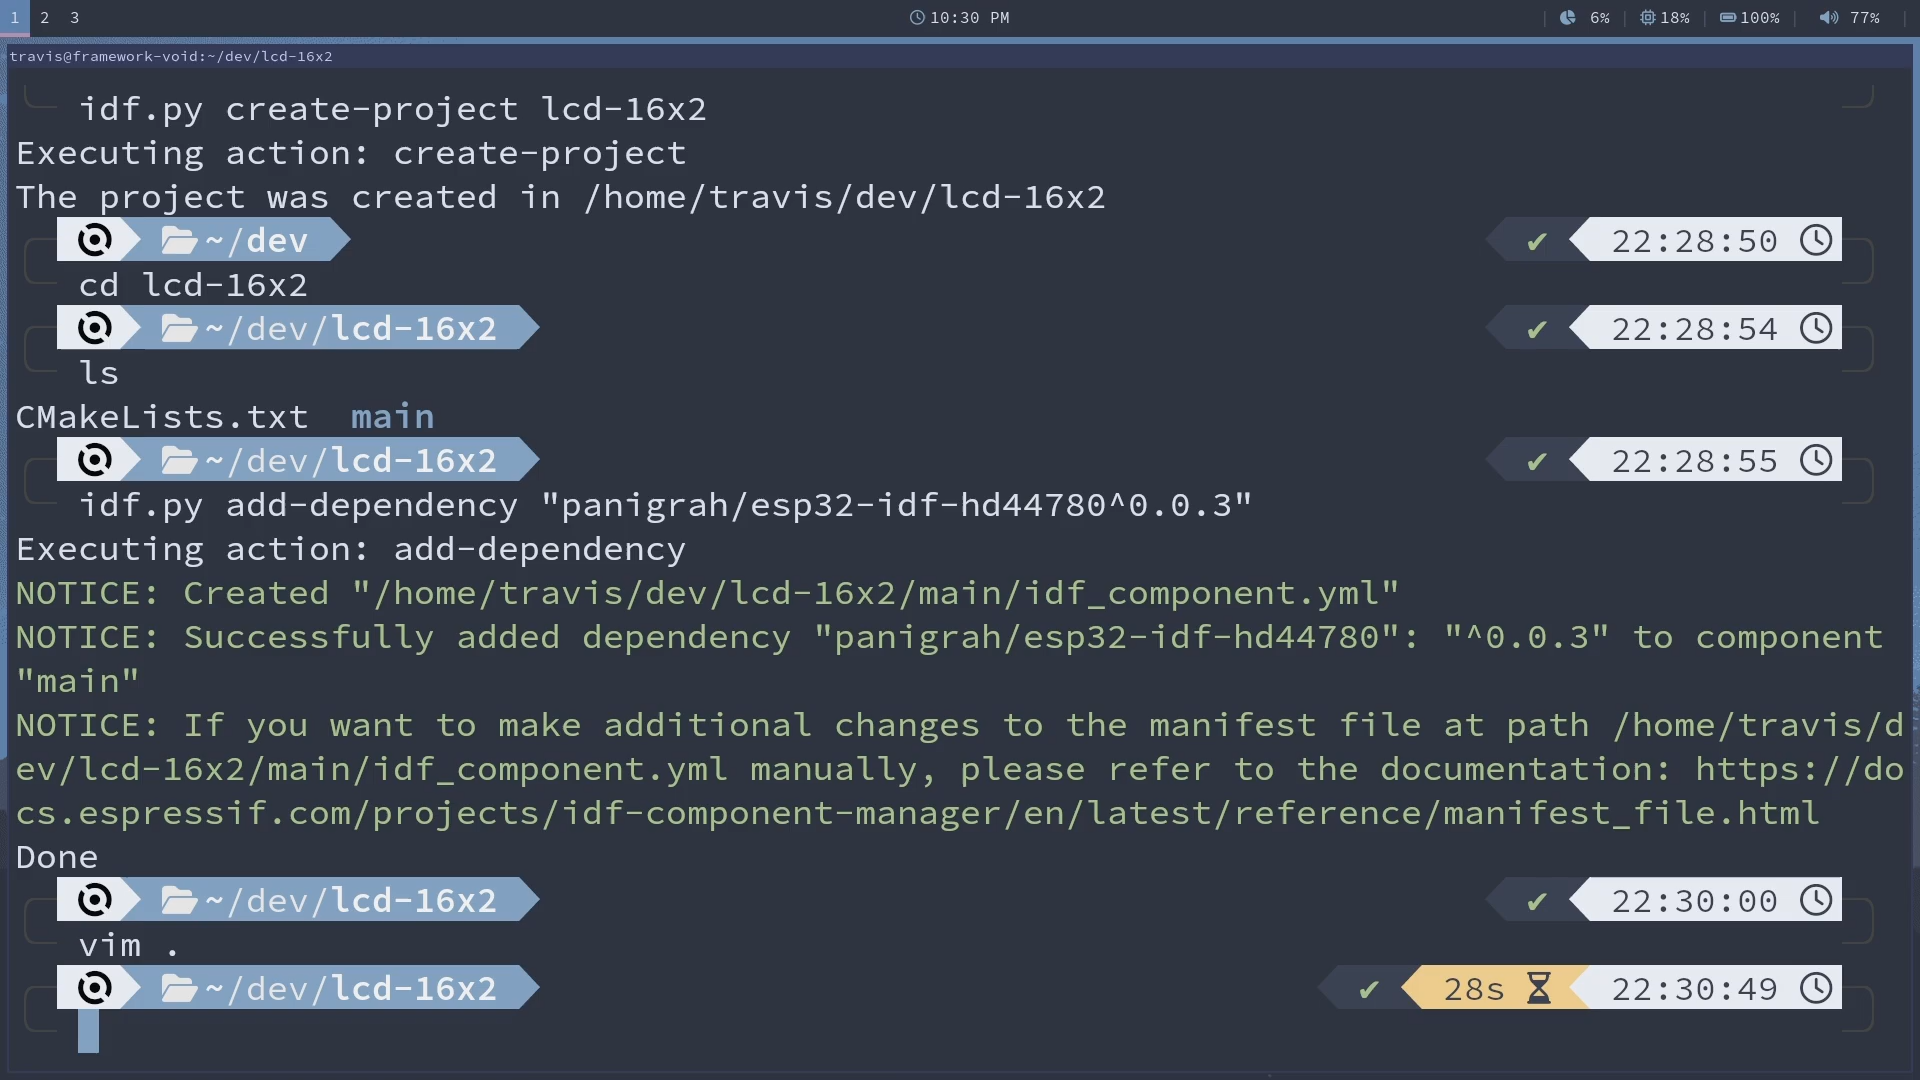 1 2 3 10:30 PM 6% 18% 100% 77%
travis@framework-void:~/dev/lcd-16x2
idf.py create-project lcd-16x2
Executing action: create-project
The project was created in /home/travis/dev/lcd-16x2
~/dev ✔ 22:28:50
cd lcd-16x2
~/dev/lcd-16x2 ✔ 22:28:54
ls
CMakeLists.txt main
~/dev/lcd-16x2 ✔ 22:28:55
idf.py add-dependency "panigrah/esp32-idf-hd44780^0.0.3"
Executing action: add-dependency
NOTICE: Created "/home/travis/dev/lcd-16x2/main/idf_component.yml"
NOTICE: Successfully added dependency "panigrah/esp32-idf-hd44780": "^0.0.3" to component
"main"
NOTICE: If you want to make additional changes to the manifest file at path /home/travis/d
ev/lcd-16x2/main/idf_component.yml manually, please refer to the documentation: https://do
cs.espressif.com/projects/idf-component-manager/en/latest/reference/manifest_file.html
Done
~/dev/lcd-16x2 ✔ 22:30:00
vim .
~/dev/lcd-16x2 ✔ 28s 22:30:49